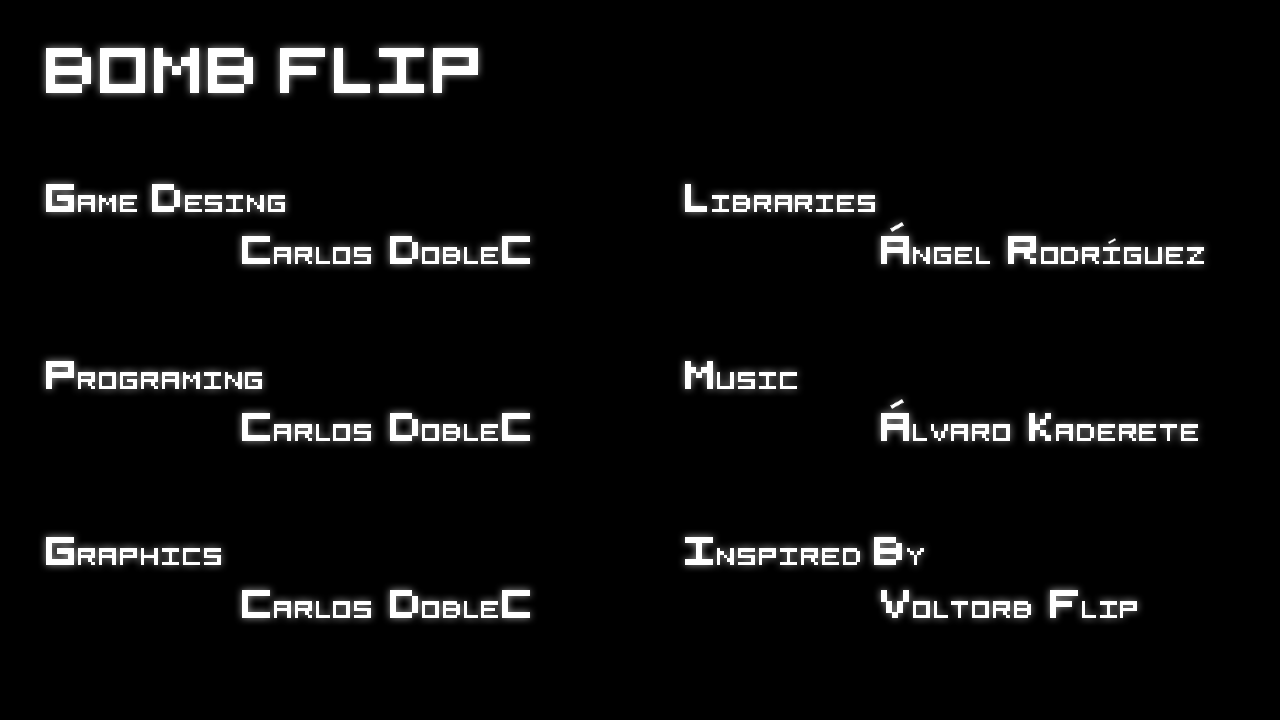 BOMB FLIP
Game Desing
Carlos DobleC
Programing
Carlos DobleC
Graphics
Carlos DobleC
Libraries
Ángel Rodríguez
Music
Álvaro Kaderete
Inspired By
Voltorb Flip